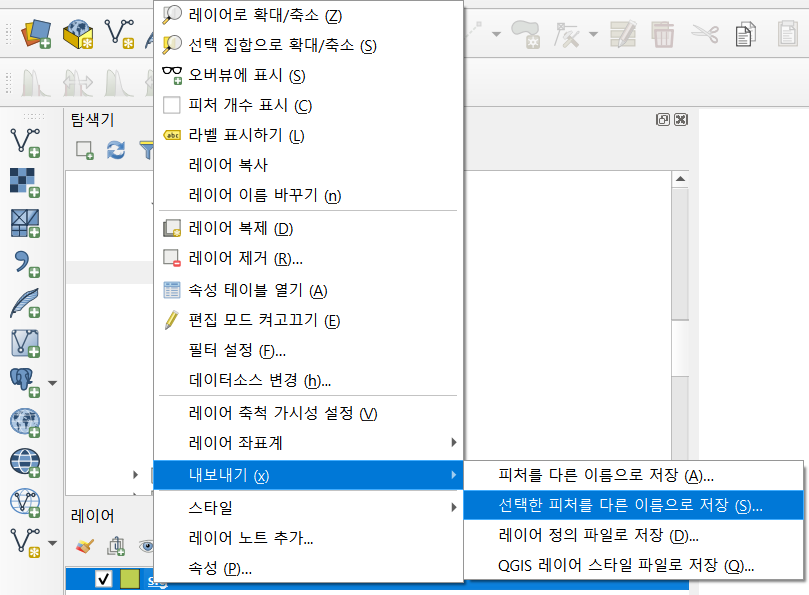 레이어로 확대/축소 (Z)
선택 집합으로 확대/축소 (S)
오버뷰에 표시 (S)
피처 개수 표시 (C)
라벨 표시하기 (L)
레이어 복사
레이어 이름 바꾸기 (n)
레이어 복제 (D)
레이어 제거 (R)...
속성 테이블 열기 (A)
편집 모드 켜고끄기 (E)
필터 설정 (F)...
데이터소스 변경 (h)...
레이어 축척 가시성 설정 (V)
레이어 좌표계
내보내기 (x)
스타일
레이어 노트 추가...
속성 (P)...
피처를 다른 이름으로 저장 (A)...
선택한 피처를 다른 이름으로 저장 (S)...
레이어 정의 파일로 저장 (D)...
QGIS 레이어 스타일 파일로 저장 (Q)...
탐색기
레이어
abc